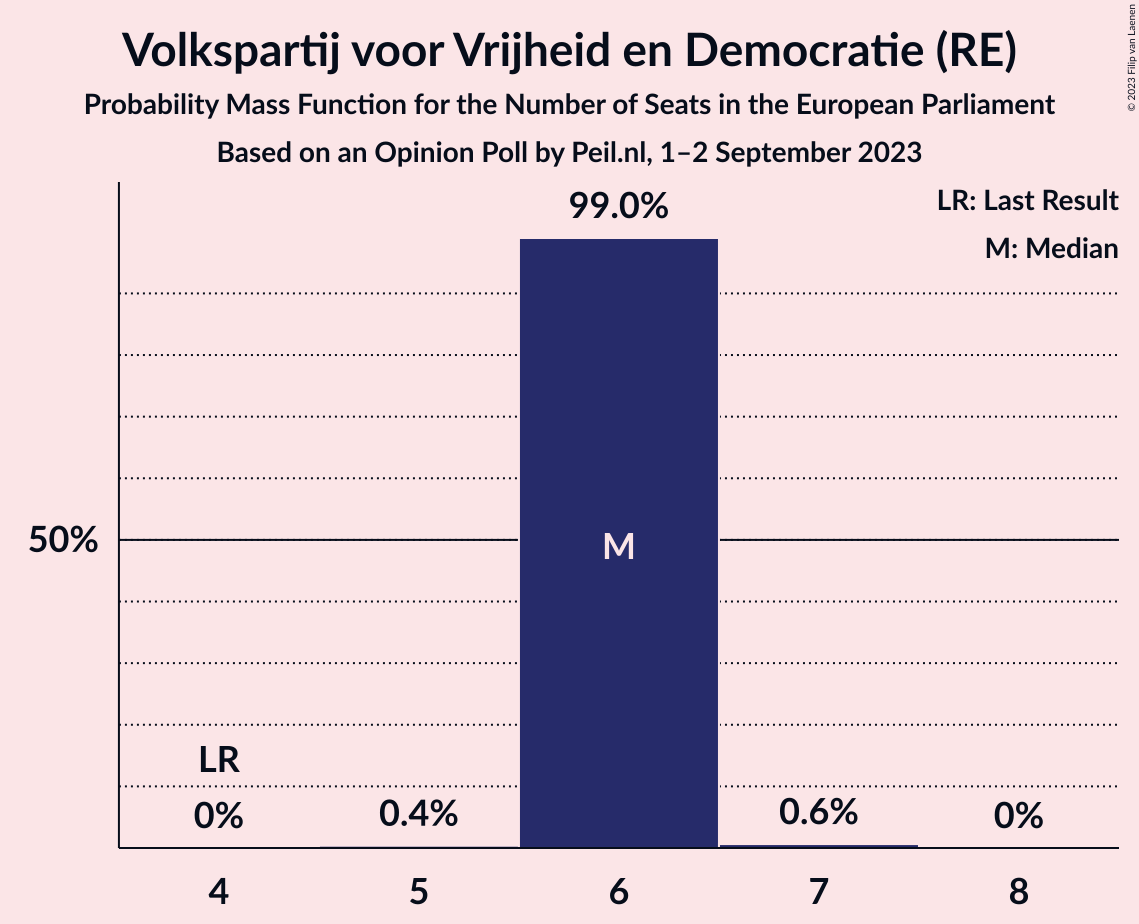 Volkspartij voor Vrijheid en Democratie (RE)
Probability Mass Function for the Number of Seats in the European Parliament
Based on an Opinion Poll by Peil.nl, 1–2 September 2023
© 2023 Filip van Laenen
LR: Last Result
M: Median
99.0%
50%
M
LR
0%
0.4%
0.6%
0%
4
5
6
7
8